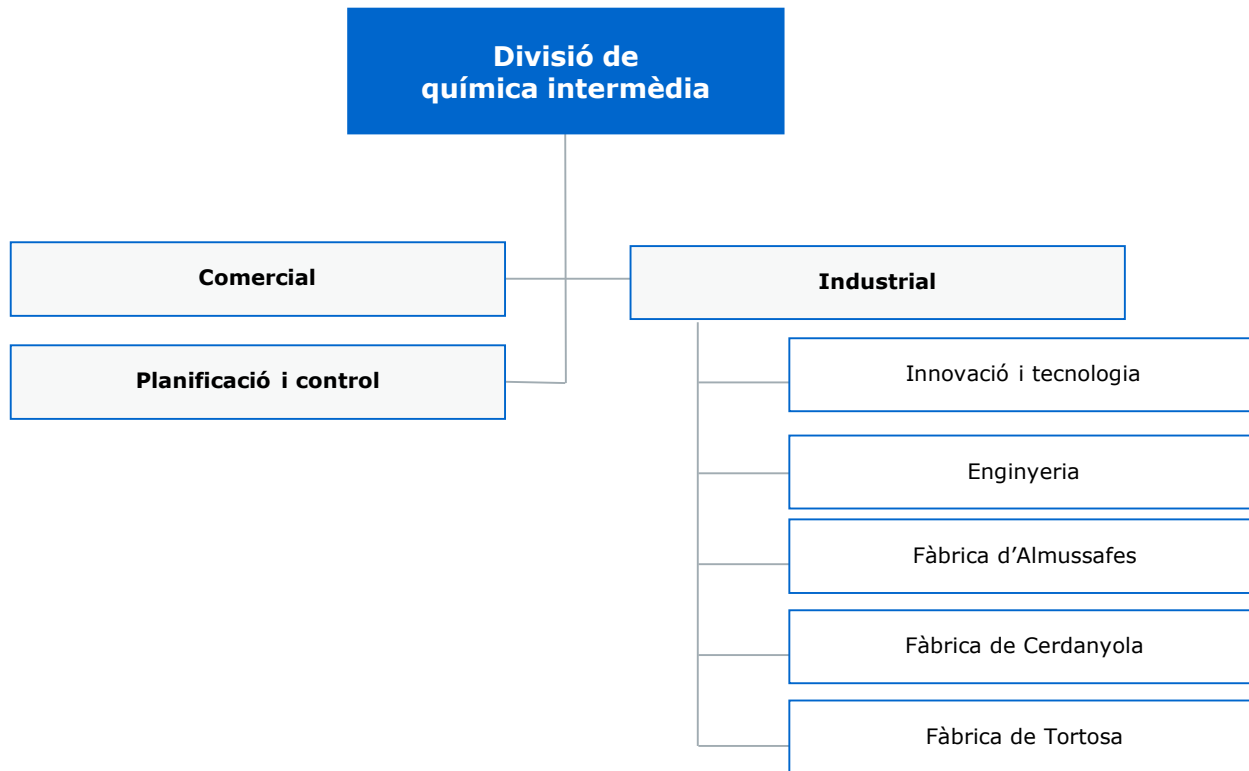 Divisió de
química intermèdia
Comercial
Industrial
Planificació i control
Innovació i tecnologia
Enginyeria
Fàbrica d’Almussafes
Fàbrica de Cerdanyola
Fàbrica de Tortosa